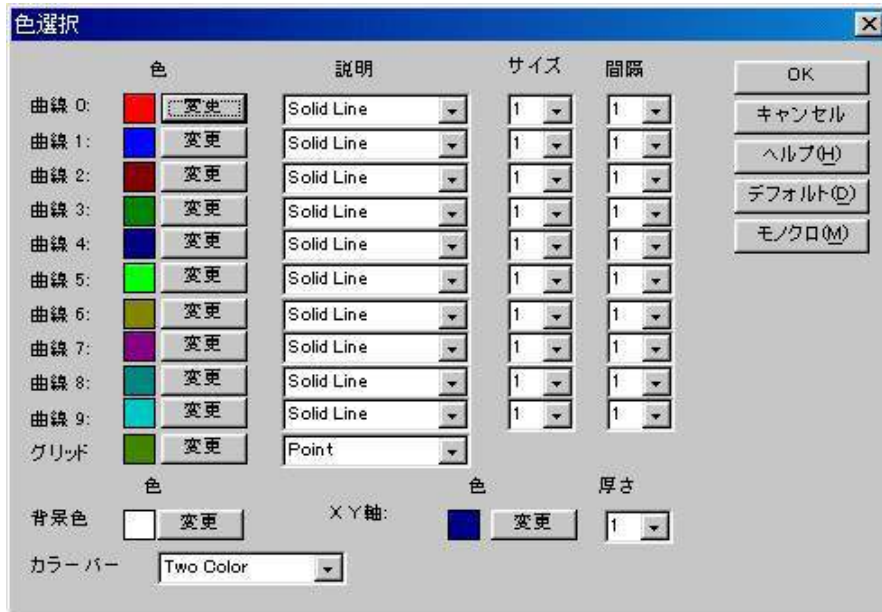 色選択
色 説明 サイズ 間隔 OK
曲線 0: 変更 Solid Line 1 1 キャンセル
曲線 1: 変更 Solid Line 1 1 ヘルプ(H)
曲線 2: 変更 Solid Line 1 1 デフォルト(D)
曲線 3: 変更 Solid Line 1 1 モノクロ(M)
曲線 4: 変更 Solid Line 1 1
曲線 5: 変更 Solid Line 1 1
曲線 6: 変更 Solid Line 1 1
曲線 7: 変更 Solid Line 1 1
曲線 8: 変更 Solid Line 1 1
曲線 9: 変更 Solid Line 1 1
グリッド 変更 Point
色 色 厚さ
背景色 変更 XY軸: 変更 1
カラーバー Two Color